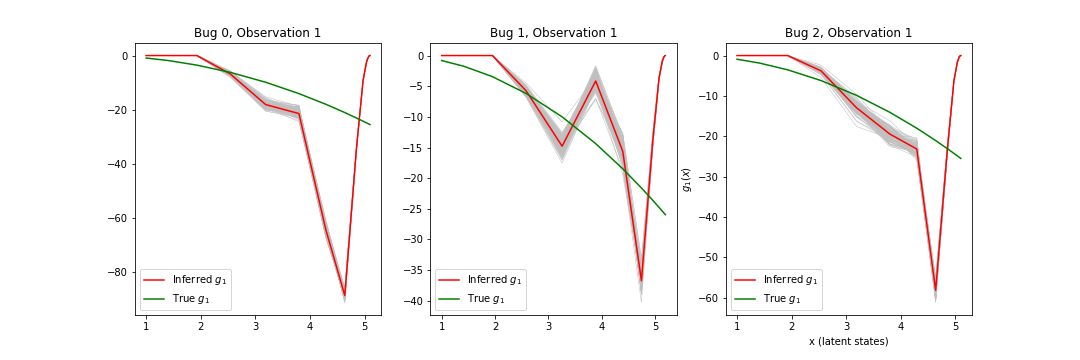 Bug 0, Observation 1
0
−20
−40
−60
−80
1 2 3 4 5
Inferred g₁
True g₁
Bug 1, Observation 1
0
−5
−10
−15
−20
−25
−30
−35
−40
1 2 3 4 5
Inferred g₁
True g₁
Bug 2, Observation 1
g₁(x)
0
−10
−20
−30
−40
−50
−60
1 2 3 4 5
x (latent states)
Inferred g₁
True g₁